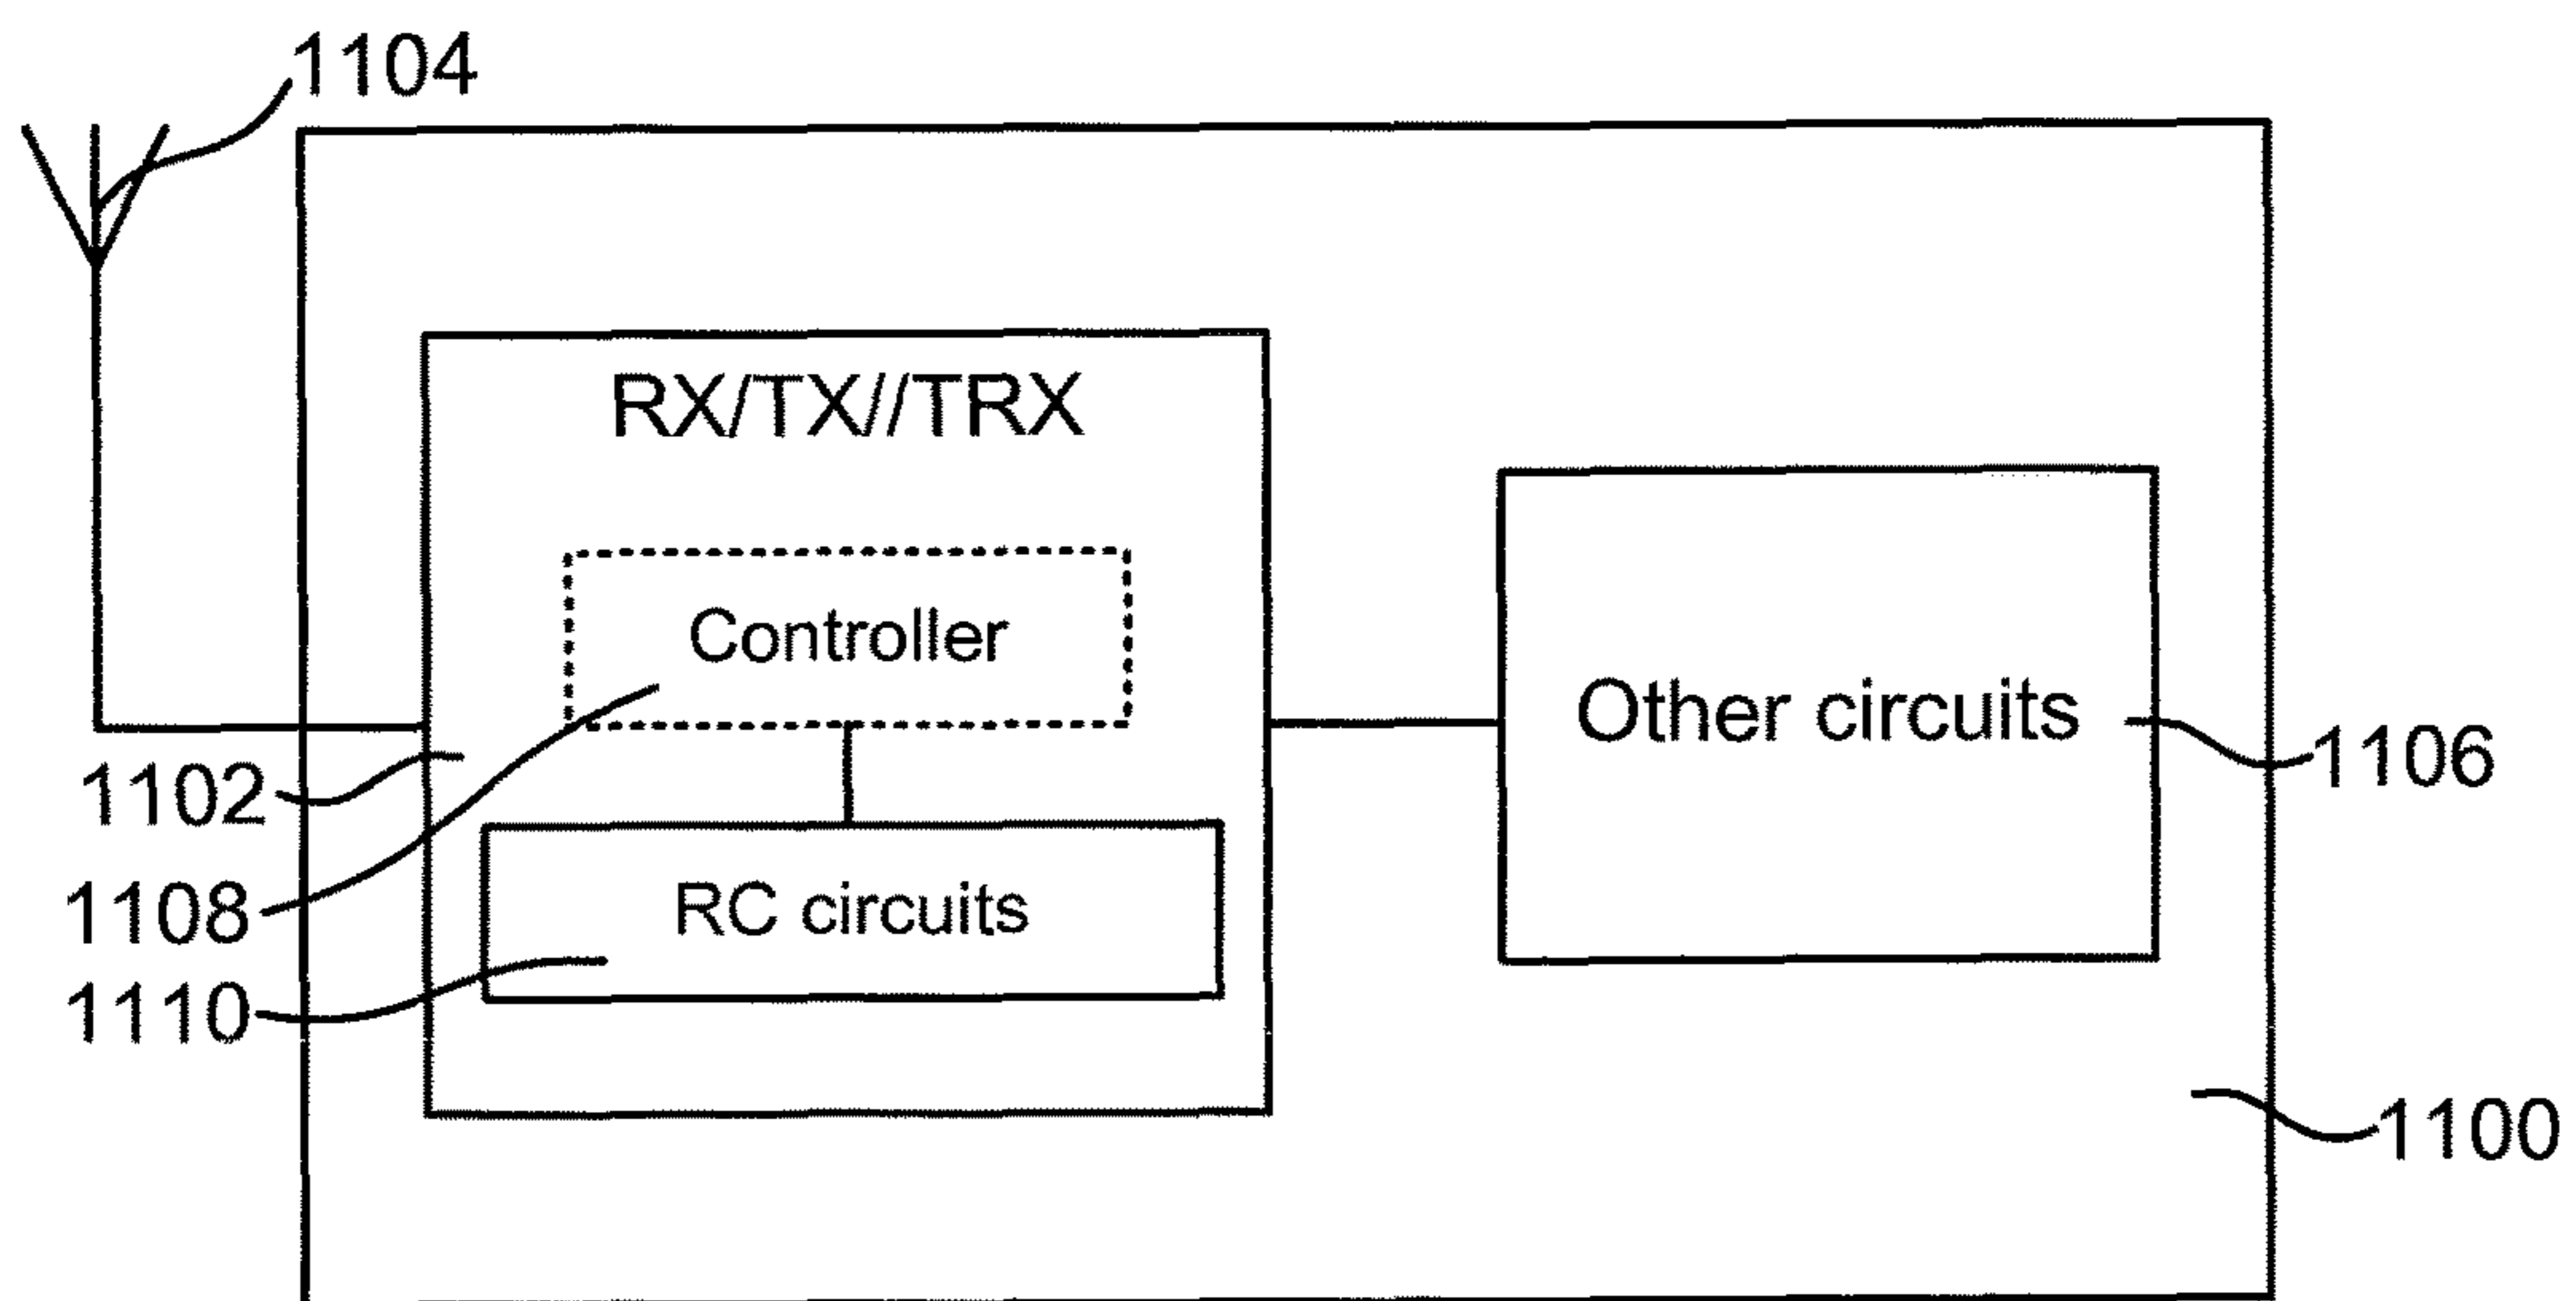 1104
RX/TX//TRX
Controller
Other circuits
1102
1106
1108
RC circuits
1110
1100